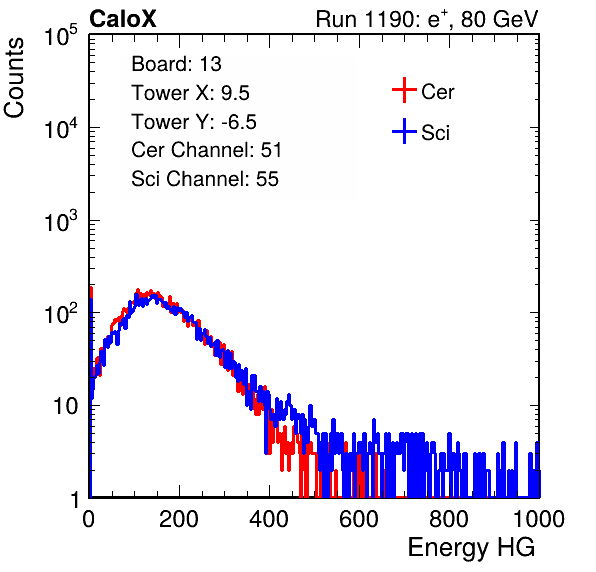 CaloX Run 1190: e⁺, 80 GeV
Counts
10⁵
10⁴
10³
10²
10
1
Board: 13
Tower X: 9.5
Tower Y: -6.5
Cer Channel: 51
Sci Channel: 55
Cer
Sci
0 200 400 600 800 1000
Energy HG